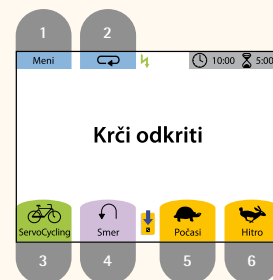 1 2
Meni 10:00 5:00
Krči odkriti
ServoCycling Smer Počasi Hitro
3 4 5 6